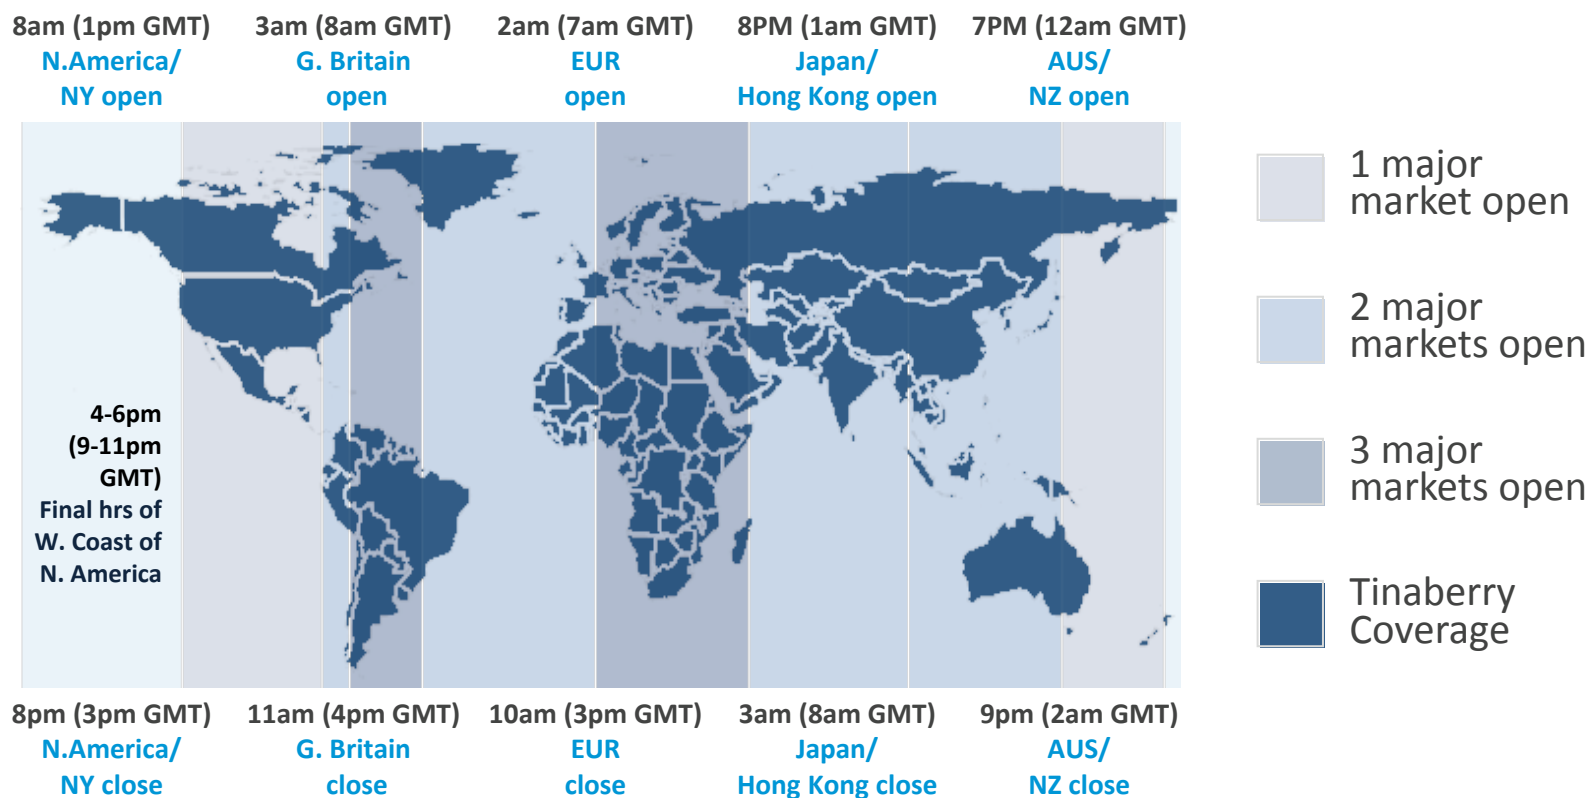 8am (1pm GMT)
N.America/
NY open
3am (8am GMT)
G. Britain
open
2am (7am GMT)
EUR
open
8PM (1am GMT)
Japan/
Hong Kong open
7PM (12am GMT)
AUS/
NZ open
4-6pm
(9-11pm
GMT)
Final hrs of
W. Coast of
N. America
1 major
market open
2 major
markets open
3 major
markets open
Tinaberry
Coverage
8pm (3pm GMT)
N.America/
NY close
11am (4pm GMT)
G. Britain
close
10am (3pm GMT)
EUR
close
3am (8am GMT)
Japan/
Hong Kong close
9pm (2am GMT)
AUS/
NZ close